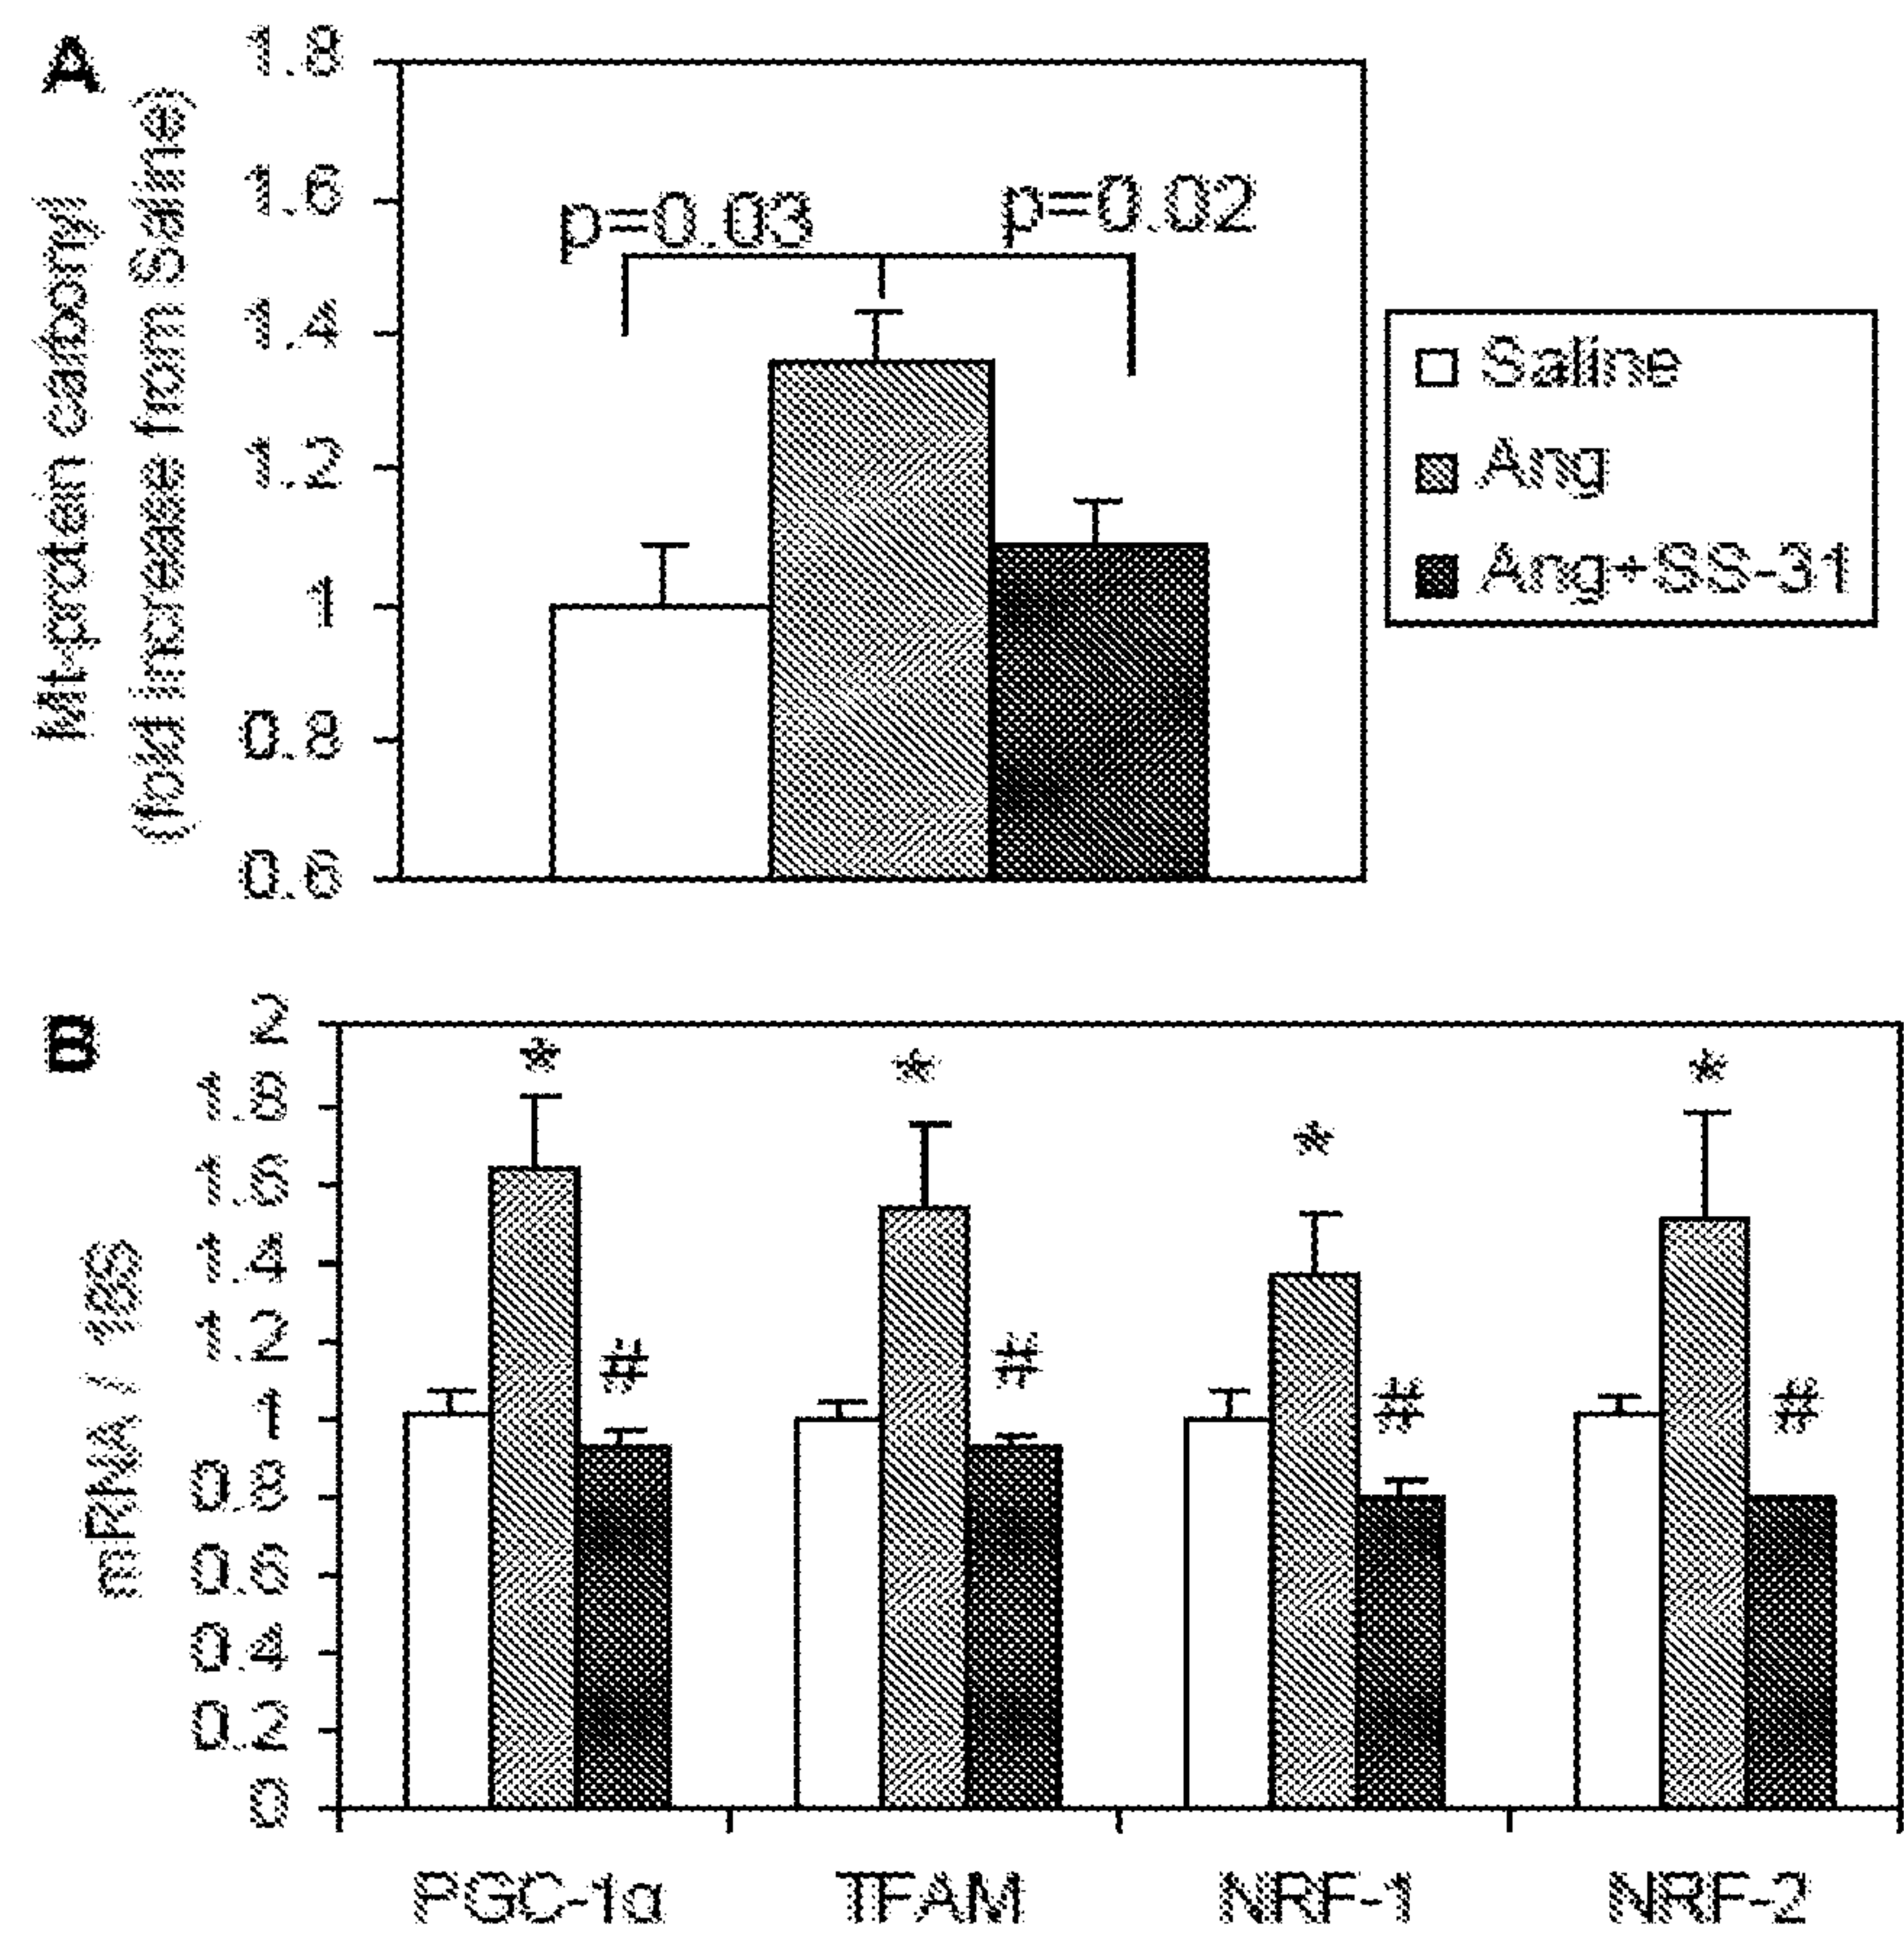 A
Mt-protein carbonyl
(fold increase from Saline)
1.8
1.6
1.4
1.2
1
0.8
0.6
p=0.03
p=0.02
Saline
Ang
Ang+SS-31
B
mRNA / 18S
2
1.8
1.6
1.4
1.2
1
0.8
0.6
0.4
0.2
0
* * * *
# # # #
PGC-1α TFAM NRF-1 NRF-2